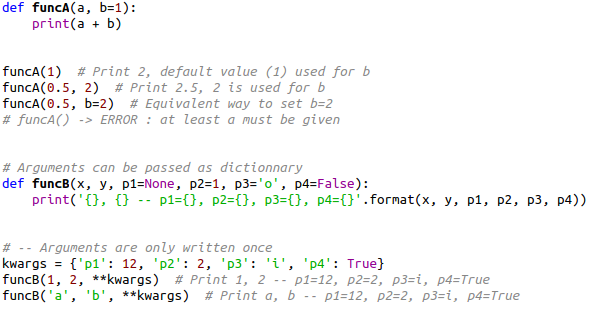 def funcA(a, b=1):
    print(a + b)
funcA(1)  # Print 2, default value (1) used for b
funcA(0.5, 2)  # Print 2.5, 2 is used for b
funcA(0.5, b=2)  # Equivalent way to set b=2
# funcA() -> ERROR : at least a must be given
# Arguments can be passed as dictionnary
def funcB(x, y, p1=None, p2=1, p3='o', p4=False):
    print('{}, {} -- p1={}, p2={}, p3={}, p4={}'.format(x, y, p1, p2, p3, p4))
# -- Arguments are only written once
kwargs = {'p1': 12, 'p2': 2, 'p3': 'i', 'p4': True}
funcB(1, 2, **kwargs)  # Print 1, 2 -- p1=12, p2=2, p3=i, p4=True
funcB('a', 'b', **kwargs)  # Print a, b -- p1=12, p2=2, p3=i, p4=True